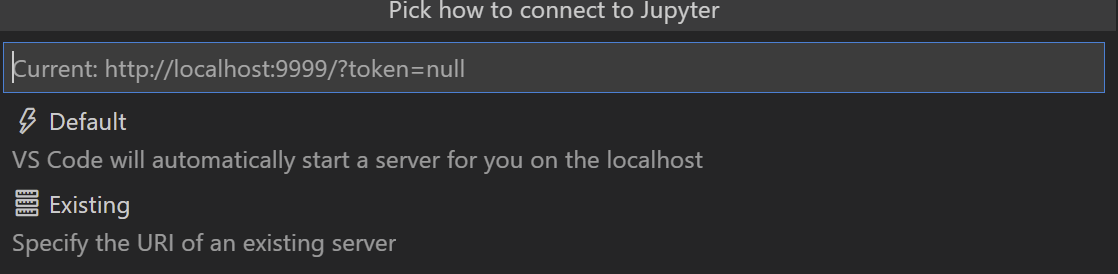 Pick how to connect to Jupyter
Current: http://localhost:9999/?token=null
Default
VS Code will automatically start a server for you on the localhost
Existing
Specify the URI of an existing server